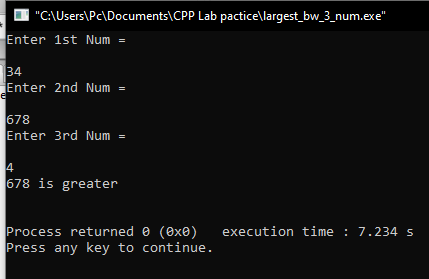 "C:\Users\Pc\Documents\CPP Lab pactice\largest_bw_3_num.exe"
Enter 1st Num =
34
Enter 2nd Num =
678
Enter 3rd Num =
4
678 is greater
Process returned 0 (0x0)   execution time : 7.234 s
Press any key to continue.